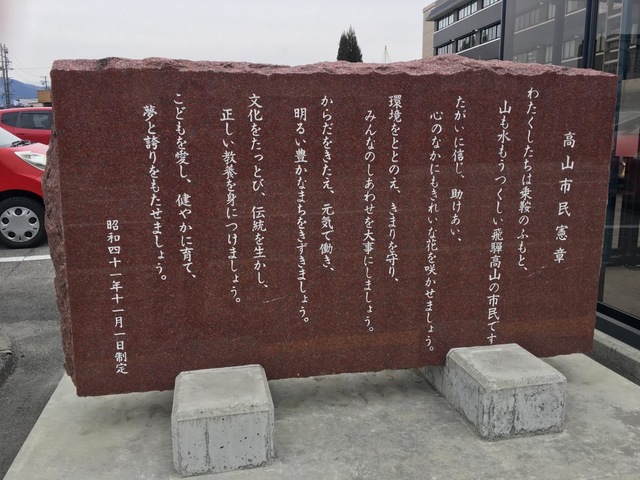 高山市民憲章
わたくしたちは乗鞍のふもと、
山も水もうつくしい飛騨高山の市民です
たがいに信じ、助けあい、
心のなかにもきれいな花を咲かせましょう。
環境をととのえ、きまりを守り、
みんなのしあわせを大事にしましょう。
からだをきたえ、元気で働き、
明るい豊かなまちをきずきましょう。
文化をたっとび、伝統を生かし、
正しい教養を身につけましょう。
こどもを愛し、健やかに育て、
夢と誇りをもたせましょう。
昭和四十一年十一月一日制定